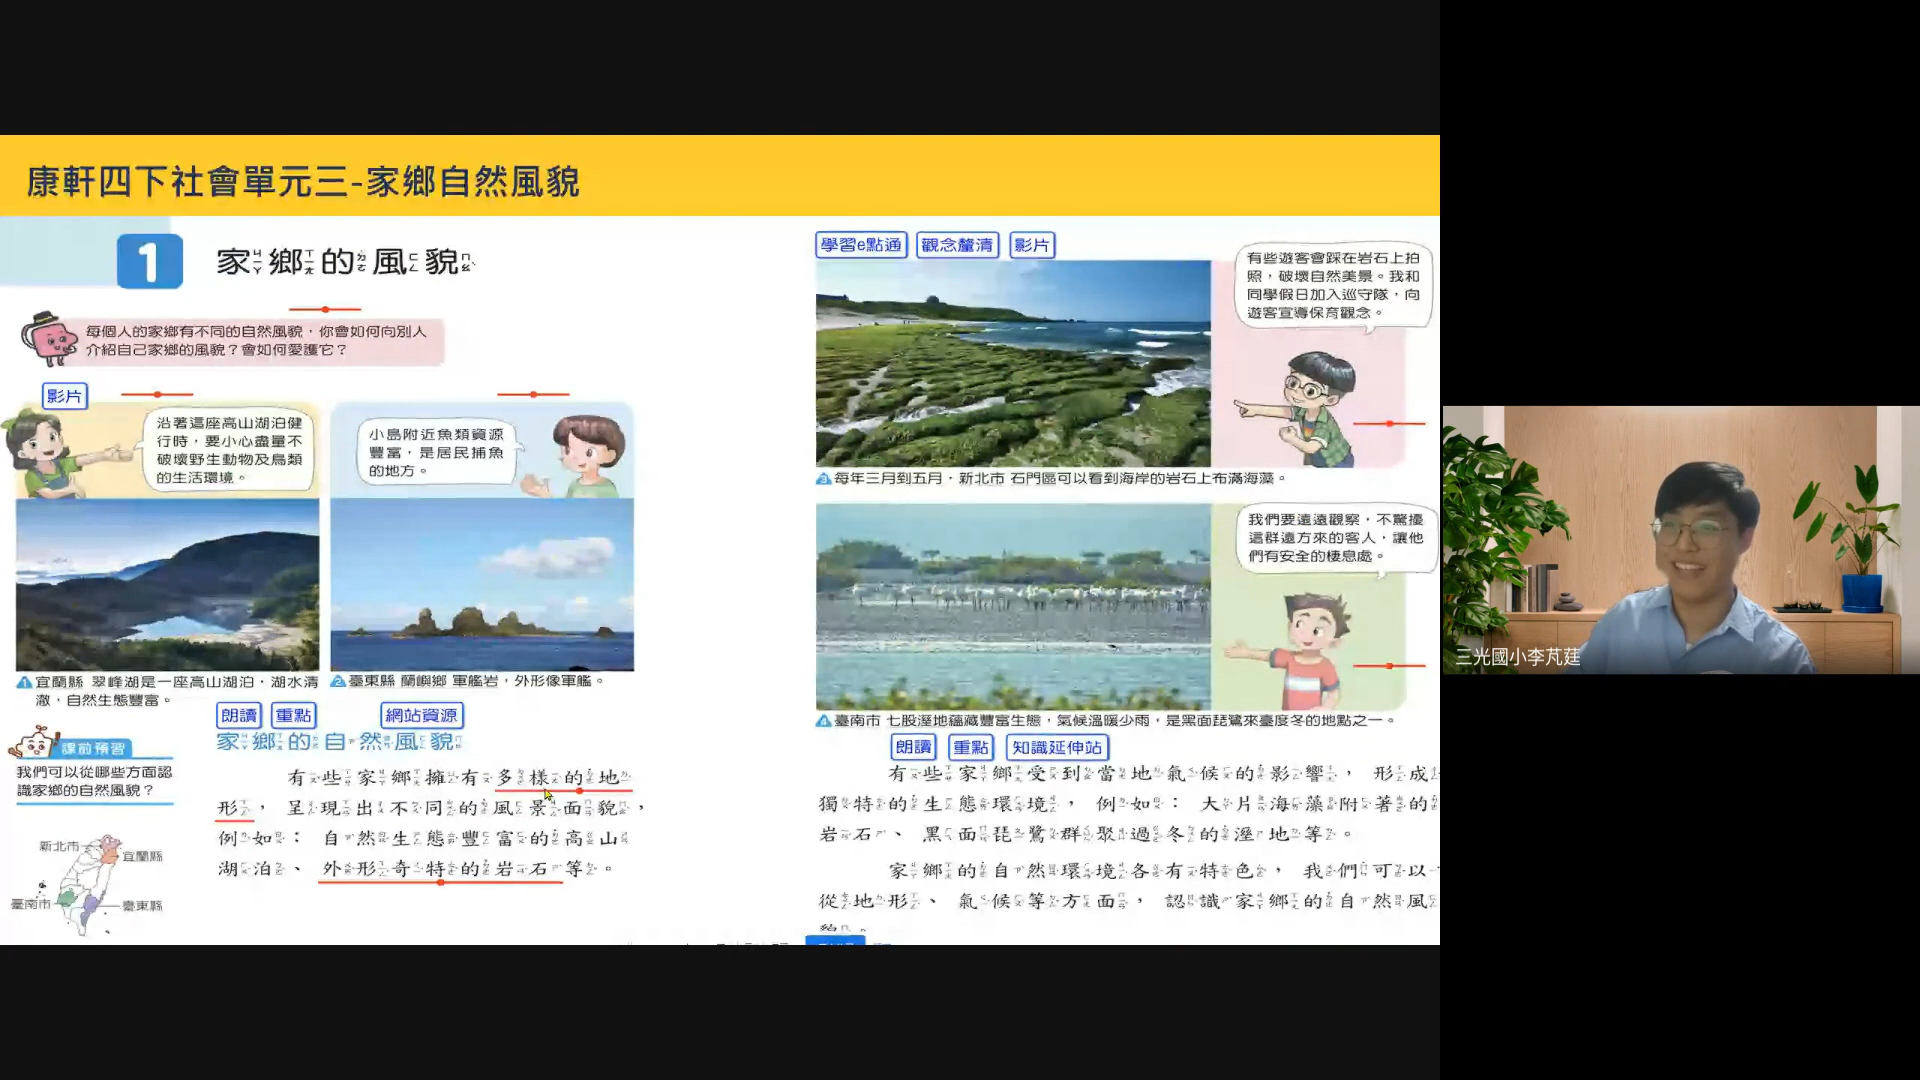 康軒四下社會單元三-家鄉自然風貌
1
家鄉的風貌
每個人的家鄉有不同的自然風貌，你會如何向別人
介紹自己家鄉的風貌？會如何愛護它？
影片
沿著這座高山湖泊健
行時，要小心盡量不
破壞野生動物及鳥類
的生活環境。
小島附近魚類資源
豐富，是居民捕魚
的地方。
1 宜蘭縣 翠峰湖是一座高山湖泊，湖水清
澈，自然生態豐富。
2 臺東縣 蘭嶼鄉 軍艦岩，外形像軍艦。
朗讀 重點 網站資源
家鄉的自然風貌
課前預習
我們可以從哪些方面認
識家鄉的自然風貌？
新北市
宜蘭縣
臺南市
臺東縣
有些家鄉擁有多樣的地
形，呈現出不同的風景面貌，
例如：自然生態豐富的高山
湖泊、外形奇特的岩石等。
學習e點通 觀念釐清 影片
有些遊客會踩在岩石上拍
照，破壞自然美景。我和
同學假日加入巡守隊，向
遊客宣導保育觀念。
3 每年三月到五月，新北市 石門區可以看到海岸的岩石上布滿海藻。
我們要遠遠觀察，不驚擾
這群遠方來的客人，讓他
們有安全的棲息處。
4 臺南市 七股溼地蘊藏豐富生態，氣候溫暖少雨，是黑面琵鷺來臺度冬的地點之一。
朗讀 重點 知識延伸站
有些家鄉受到當地氣候的影響，形成
獨特的生態環境，例如：大片海藻附著的
岩石、黑面琵鷺群聚過冬的溼地等。
家鄉的自然環境各有特色，我們可以
從地形、氣候等方面，認識家鄉的自然風
貌。
三光國小李芃莛